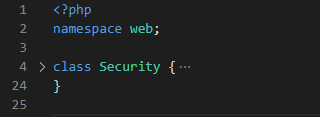 1 <?php
2 namespace web;
3
4 > class Security { ···
24 }
25